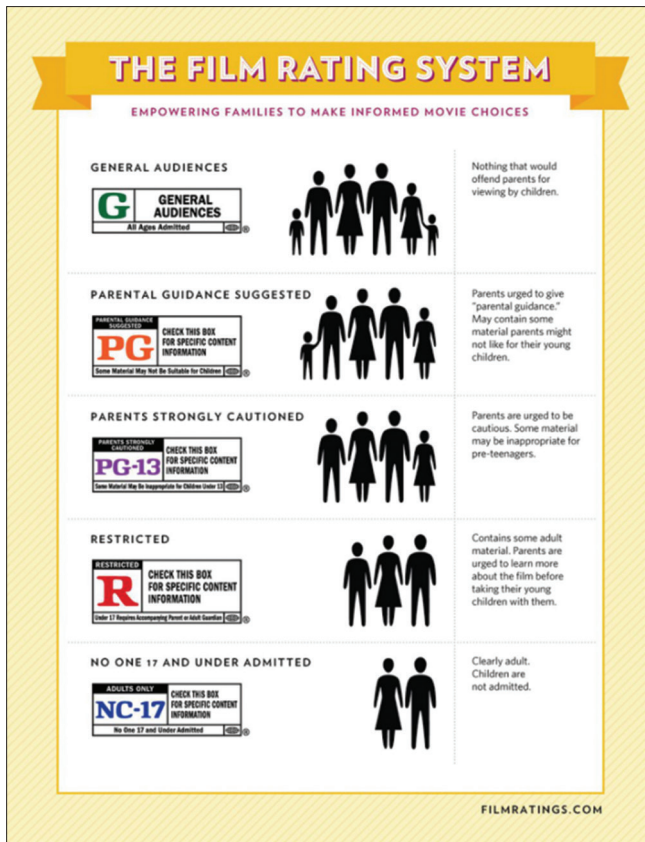 THE FILM RATING SYSTEM
EMPOWERING FAMILIES TO MAKE INFORMED MOVIE CHOICES
GENERAL AUDIENCES
G
GENERAL
AUDIENCES
All Ages Admitted
®
Nothing that would
offend parents for
viewing by children.
PARENTAL GUIDANCE SUGGESTED
PARENTAL GUIDANCE
SUGGESTED
PG
CHECK THIS BOX
FOR SPECIFIC CONTENT
INFORMATION
Some Material May Not Be Suitable for Children
®
Parents urged to give
“parental guidance.”
May contain some
material parents might
not like for their young
children.
PARENTS STRONGLY CAUTIONED
PARENTS STRONGLY
CAUTIONED
PG-13
CHECK THIS BOX
FOR SPECIFIC CONTENT
INFORMATION
Some Material May Be Inappropriate for Children Under 13
®
Parents are urged to be
cautious. Some material
may be inappropriate for
pre-teenagers.
RESTRICTED
RESTRICTED
R
CHECK THIS BOX
FOR SPECIFIC CONTENT
INFORMATION
Under 17 Requires Accompanying Parent or Adult Guardian
®
Contains some adult
material. Parents are
urged to learn more
about the film before
taking their young
children with them.
NO ONE 17 AND UNDER ADMITTED
ADULTS ONLY
NC-17
CHECK THIS BOX
FOR SPECIFIC CONTENT
INFORMATION
No One 17 and Under Admitted
®
Clearly adult.
Children are
not admitted.
FILMRATINGS.COM